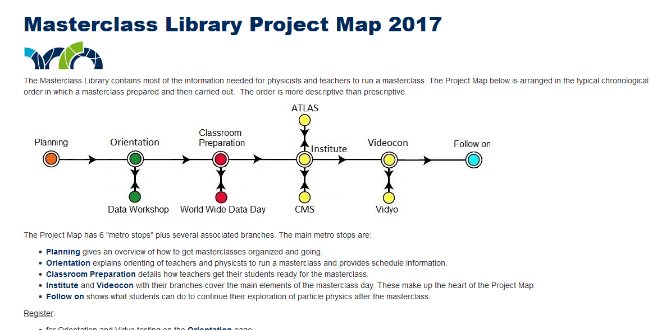 Masterclass Library Project Map 2017
The Masterclass Library contains most of the information needed for physicists and teachers to run a masterclass. The Project Map below is arranged in the typical chronological
order in which a masterclass prepared and then carried out. The order is more descriptive than prescriptive.
ATLAS
Planning
Orientation
Classroom
Preparation
Institute
Videocon
Follow on
Data Workshop
World Wide Data Day
CMS
Vidyo
The Project Map has 6 "metro stops" plus several associated branches. The main metro stops are:
• Planning gives an overview of how to get masterclasses organized and going.
• Orientation explains orienting of teachers and physicists to run a masterclass and provides schedule information.
• Classroom Preparation details how teachers get their students ready for the masterclass.
• Institute and Videocon with their branches cover the main elements of the masterclass day. These make up the heart of the Project Map.
• Follow on shows what students can do to continue their exploration of particle physics after the masterclass
Register:
for Orientation and Vidyo testing on the Orientation page